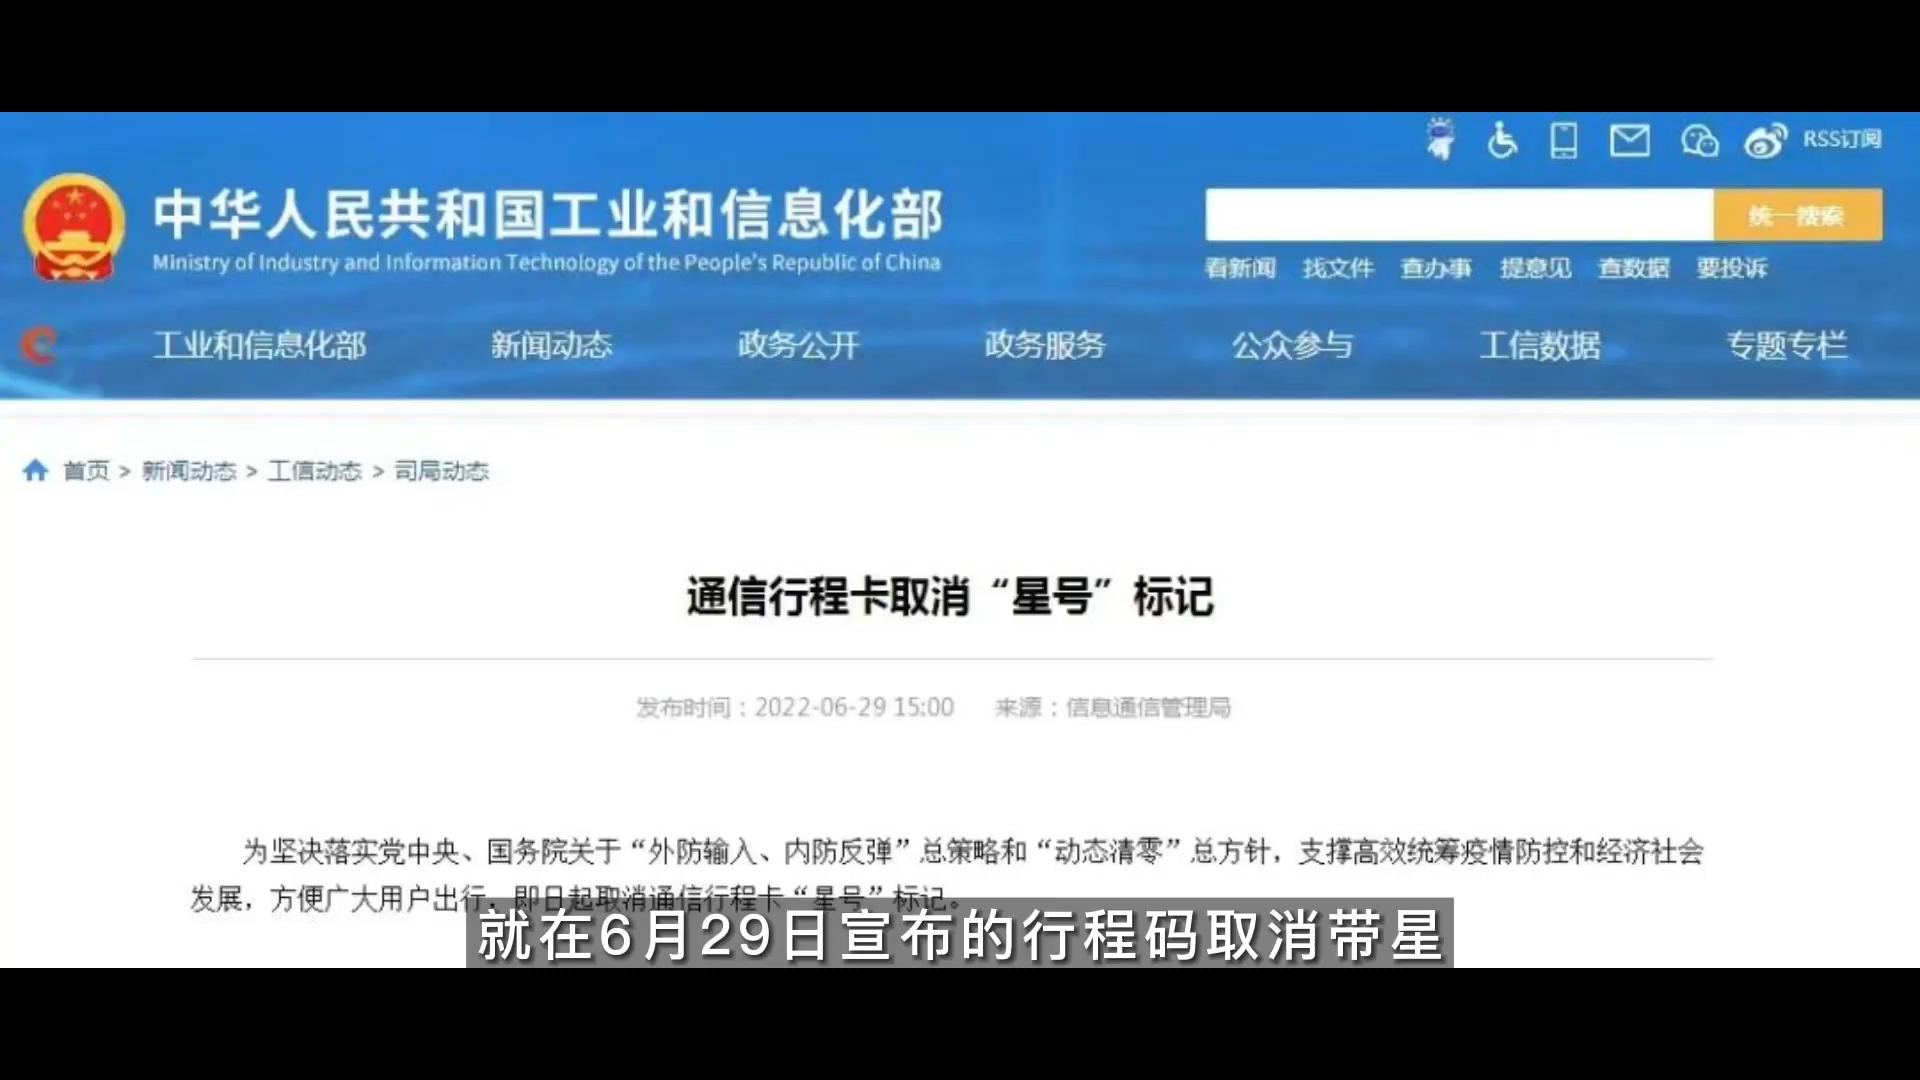 RSS订阅
中华人民共和国工业和信息化部
统一搜索
Ministry of Industry and Information Technology of the People's Republic of China
看新闻 找文件 查办事 提意见 查数据 要投诉
工业和信息化部 新闻动态 政务公开 政务服务 公众参与 工信数据 专题专栏
首页 > 新闻动态 > 工信动态 > 司局动态
通信行程卡取消“星号”标记
发布时间：2022-06-29 15:00 来源：信息通信管理局
为坚决落实党中央、国务院关于“外防输入、内防反弹”总策略和“动态清零”总方针，支撑高效统筹疫情防控和经济社会
发展，方便广大用户出行，即日起取消通信行程卡“星号”标记。
就在6月29日宣布的行程码取消带星